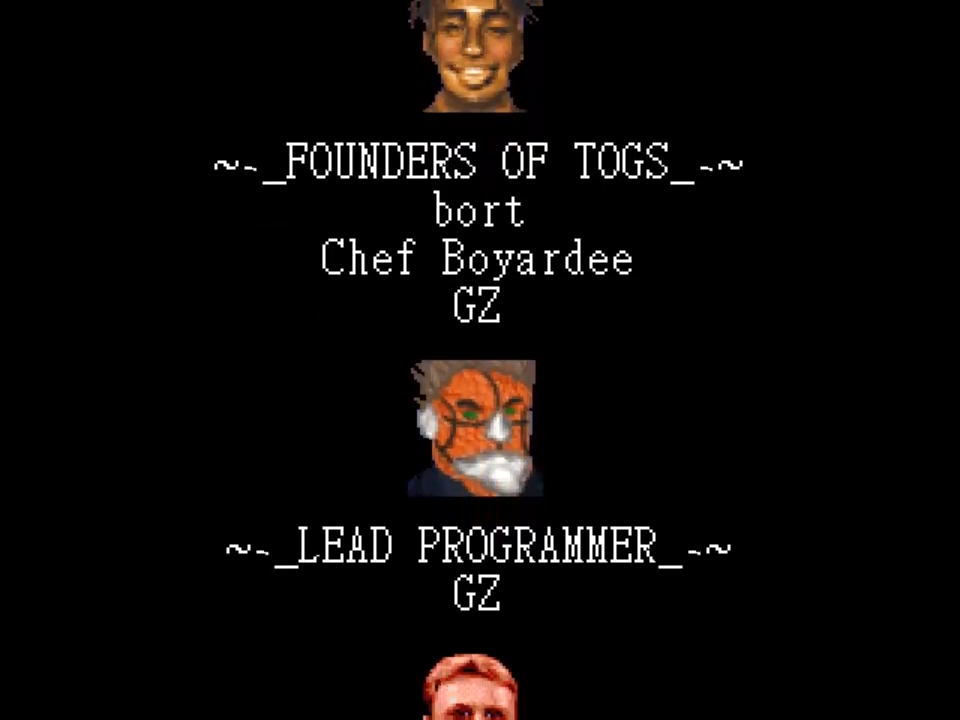 ~-_FOUNDERS OF TOGS_-~
bort
Chef Boyardee
GZ
~-_LEAD PROGRAMMER_-~
GZ